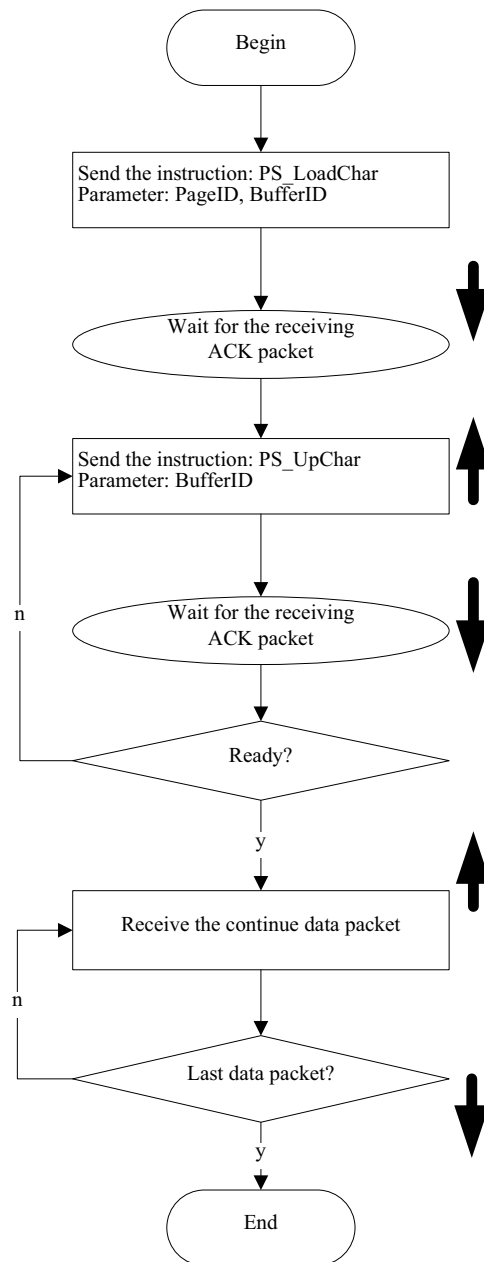 Begin
Send the instruction: PS_LoadChar
Parameter: PageID, BufferID
Wait for the receiving
ACK packet
Send the instruction: PS_UpChar
Parameter: BufferID
n
Wait for the receiving
ACK packet
Ready?
y
Receive the continue data packet
n
Last data packet?
y
End